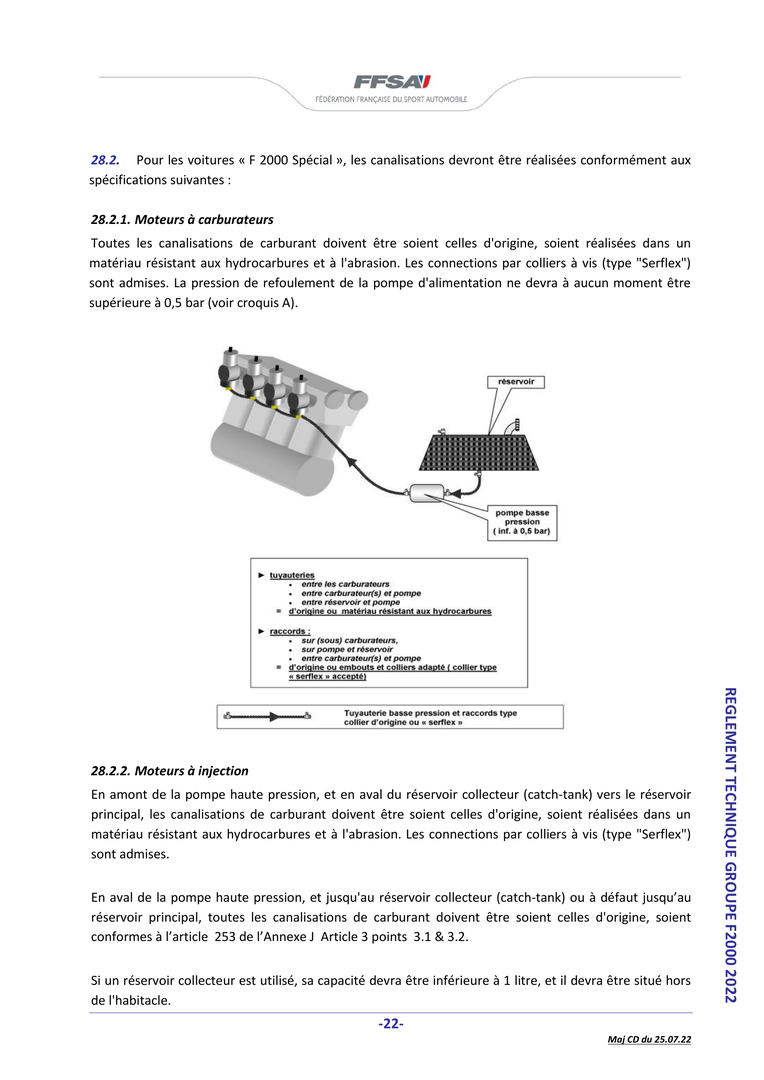 FFSA
FÉDÉRATION FRANÇAISE DU SPORT AUTOMOBILE
28.2. Pour les voitures « F 2000 Spécial », les canalisations devront être réalisées conformément aux
spécifications suivantes :
28.2.1. Moteurs à carburateurs
Toutes les canalisations de carburant doivent être soient celles d'origine, soient réalisées dans un
matériau résistant aux hydrocarbures et à l'abrasion. Les connections par colliers à vis (type "Serflex")
sont admises. La pression de refoulement de la pompe d'alimentation ne devra à aucun moment être
supérieure à 0,5 bar (voir croquis A).
réservoir
pompe basse
pression
( inf. à 0,5 bar)
► tuyauteries
• entre les carburateurs
• entre carburateur(s) et pompe
• entre réservoir et pompe
= d'origine ou matériau résistant aux hydrocarbures
► raccords :
• sur (sous) carburateurs,
• sur pompe et réservoir
• entre carburateur(s) et pompe
= d'origine ou embouts et colliers adapté ( collier type
« serflex » accepté)
Tuyauterie basse pression et raccords type
collier d'origine ou « serflex »
28.2.2. Moteurs à injection
En amont de la pompe haute pression, et en aval du réservoir collecteur (catch-tank) vers le réservoir
principal, les canalisations de carburant doivent être soient celles d'origine, soient réalisées dans un
matériau résistant aux hydrocarbures et à l'abrasion. Les connections par colliers à vis (type "Serflex")
sont admises.
En aval de la pompe haute pression, et jusqu'au réservoir collecteur (catch-tank) ou à défaut jusqu’au
réservoir principal, toutes les canalisations de carburant doivent être soient celles d'origine, soient
conformes à l’article 253 de l’Annexe J Article 3 points 3.1 & 3.2.
Si un réservoir collecteur est utilisé, sa capacité devra être inférieure à 1 litre, et il devra être situé hors
de l'habitacle.
-22-
Maj CD du 25.07.22
REGLEMENT TECHNIQUE GROUPE F2000 2022